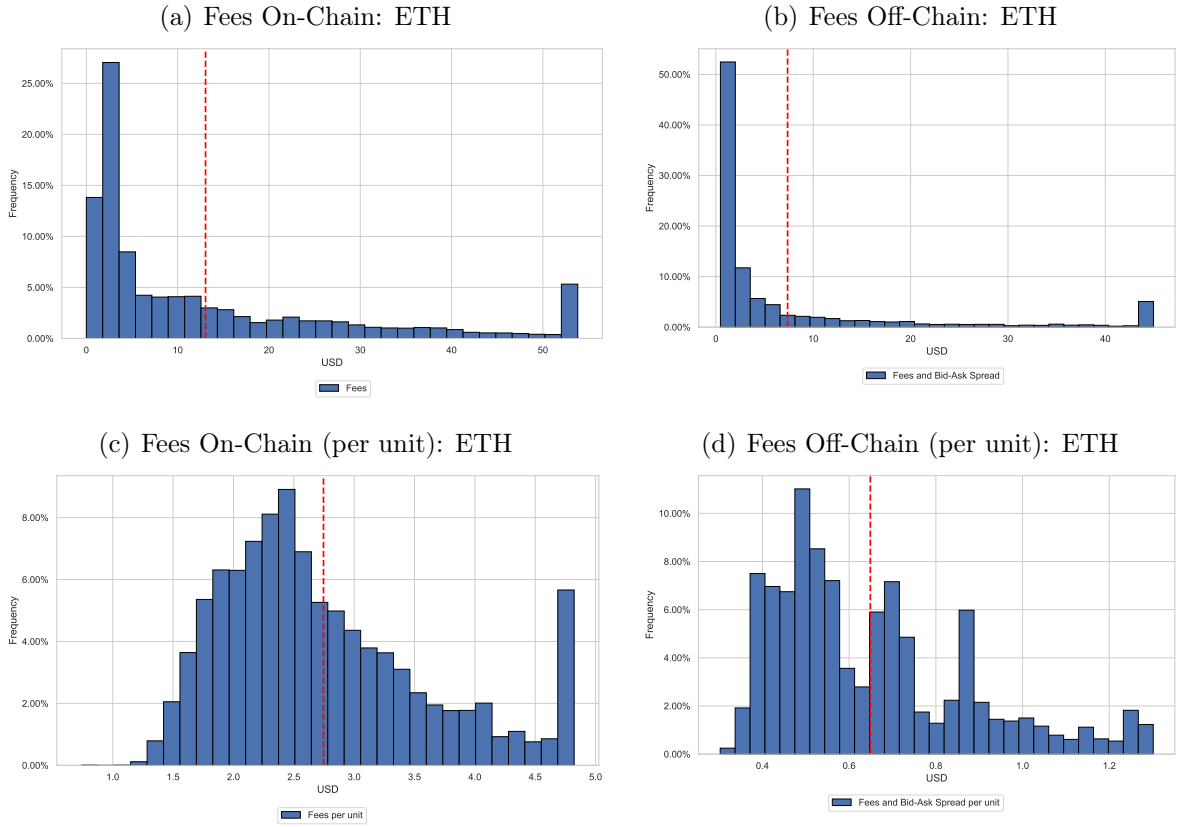 (a) Fees On-Chain: ETH
25.00%
20.00%
15.00%
10.00%
5.00%
0.00%
Frequency
0 10 20 30 40 50
USD
Fees
(b) Fees Off-Chain: ETH
50.00%
40.00%
30.00%
20.00%
10.00%
0.00%
Frequency
0 10 20 30 40
USD
Fees and Bid-Ask Spread
(c) Fees On-Chain (per unit): ETH
8.00%
6.00%
4.00%
2.00%
0.00%
Frequency
1.0 1.5 2.0 2.5 3.0 3.5 4.0 4.5 5.0
USD
Fees per unit
(d) Fees Off-Chain (per unit): ETH
10.00%
8.00%
6.00%
4.00%
2.00%
0.00%
Frequency
0.4 0.6 0.8 1.0 1.2
USD
Fees and Bid-Ask Spread per unit